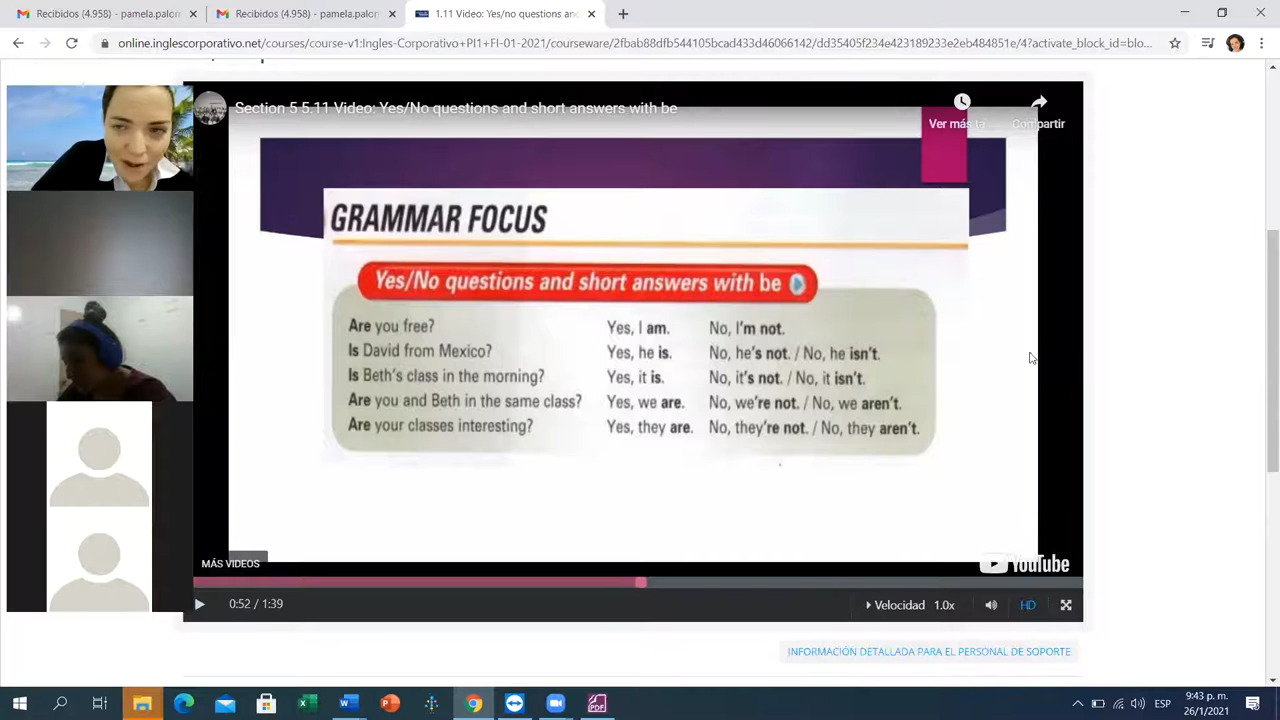 Recibidos (4.958) - pamela.palom
Recibidos (4.958) - pamela.palom
1.11 Video: Yes/no questions and
online.inglescorporativo.net/courses/course-v1:Ingles-Corporativo+PI1+FI-01-2021/courseware/2fbab88dfb544105bcad433d46066142/dd35405f234e423189233e2eb484851e/4?activate_block_id=blo...
Section 5 5.11 Video: Yes/No questions and short answers with be
Ver más ta...
Compartir
GRAMMAR FOCUS
Yes/No questions and short answers with be
Are you free? Yes, I am. No, I'm not.
Is David from Mexico? Yes, he is. No, he's not. / No, he isn't.
Is Beth's class in the morning? Yes, it is. No, it's not. / No, it isn't.
Are you and Beth in the same class? Yes, we are. No, we're not. / No, we aren't.
Are your classes interesting? Yes, they are. No, they're not. / No, they aren't.
MÁS VIDEOS
YouTube
0:52 / 1:39
Velocidad 1.0x
HD
INFORMACIÓN DETALLADA PARA EL PERSONAL DE SOPORTE
ESP
9:43 p. m.
26/1/2021